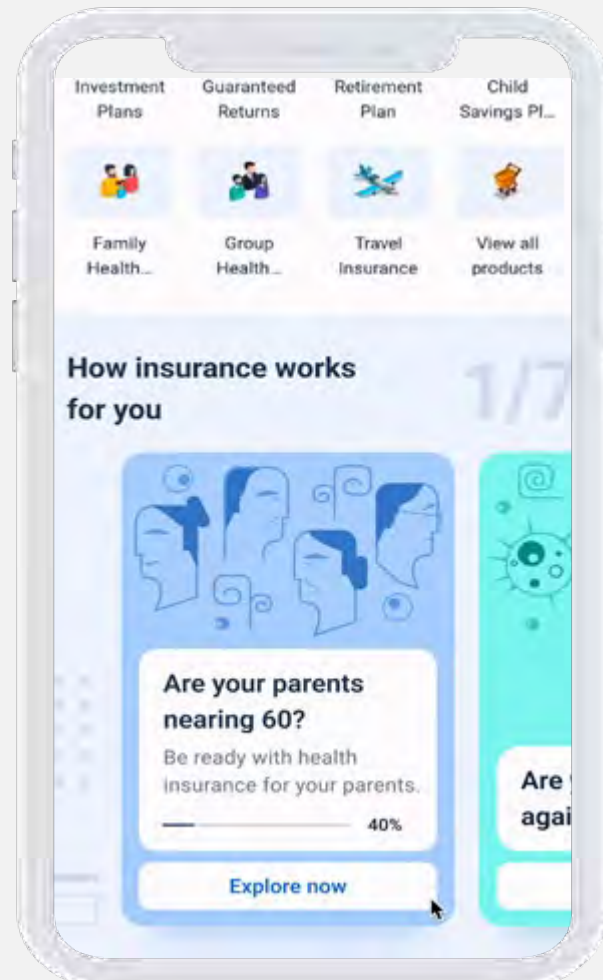 Investment Guaranteed Retirement Child
Plans Returns Plan Savings Pl...
Family Group Travel View all
Health... Health... Insurance products
How insurance works
for you
1/7
Are your parents
nearing 60?
Be ready with health
insurance for your parents.
40%
Explore now
Are
agai